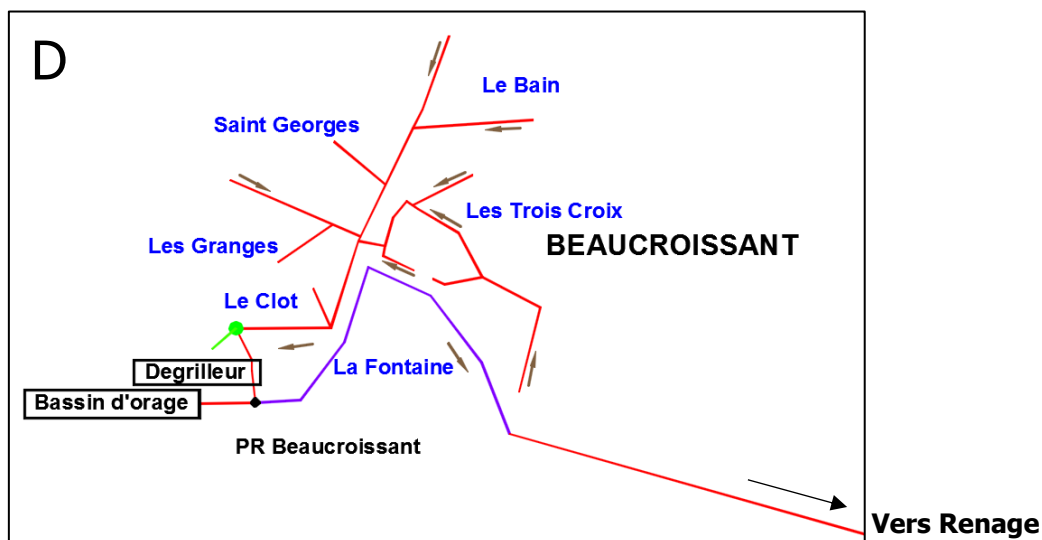 D
Le Bain
Saint Georges
Les Trois Croix
Les Granges
BEAUCROISSANT
Le Clot
La Fontaine
Degrilleur
Bassin d'orage
PR Beaucroissant
Vers Renage